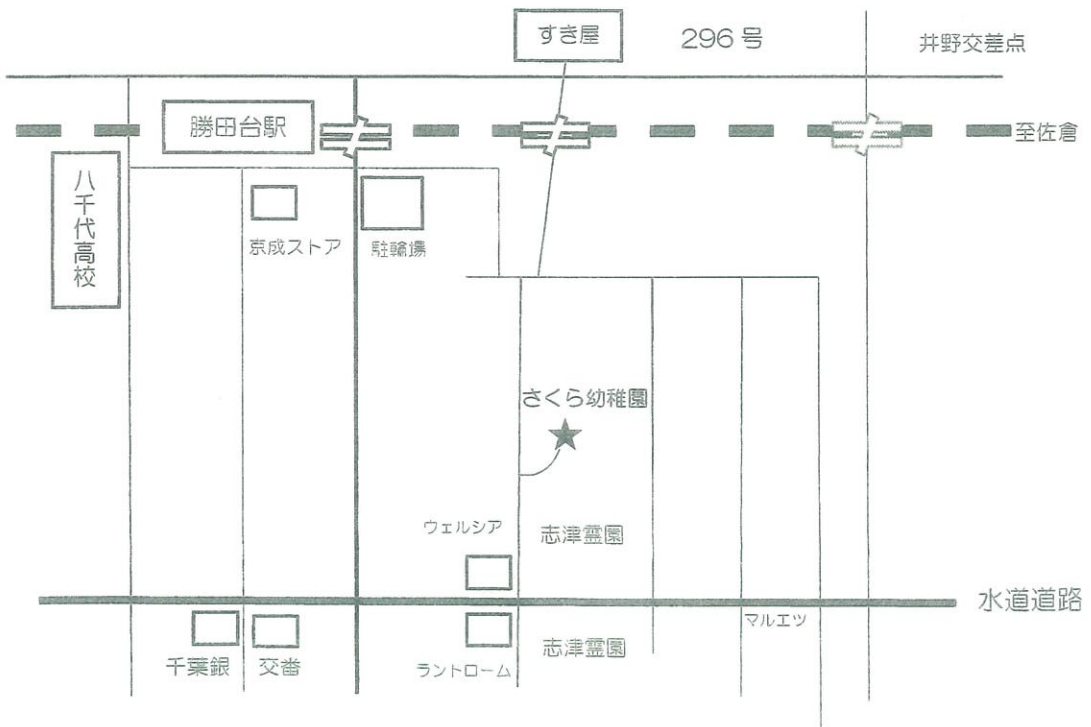 すき屋
296号
井野交差点
勝田台駅
至佐倉
八千代高校
京成ストア
駐輪場
さくら幼稚園
ウェルシア
志津霊園
水道道路
マルエツ
千葉銀
交番
ラントローム
志津霊園